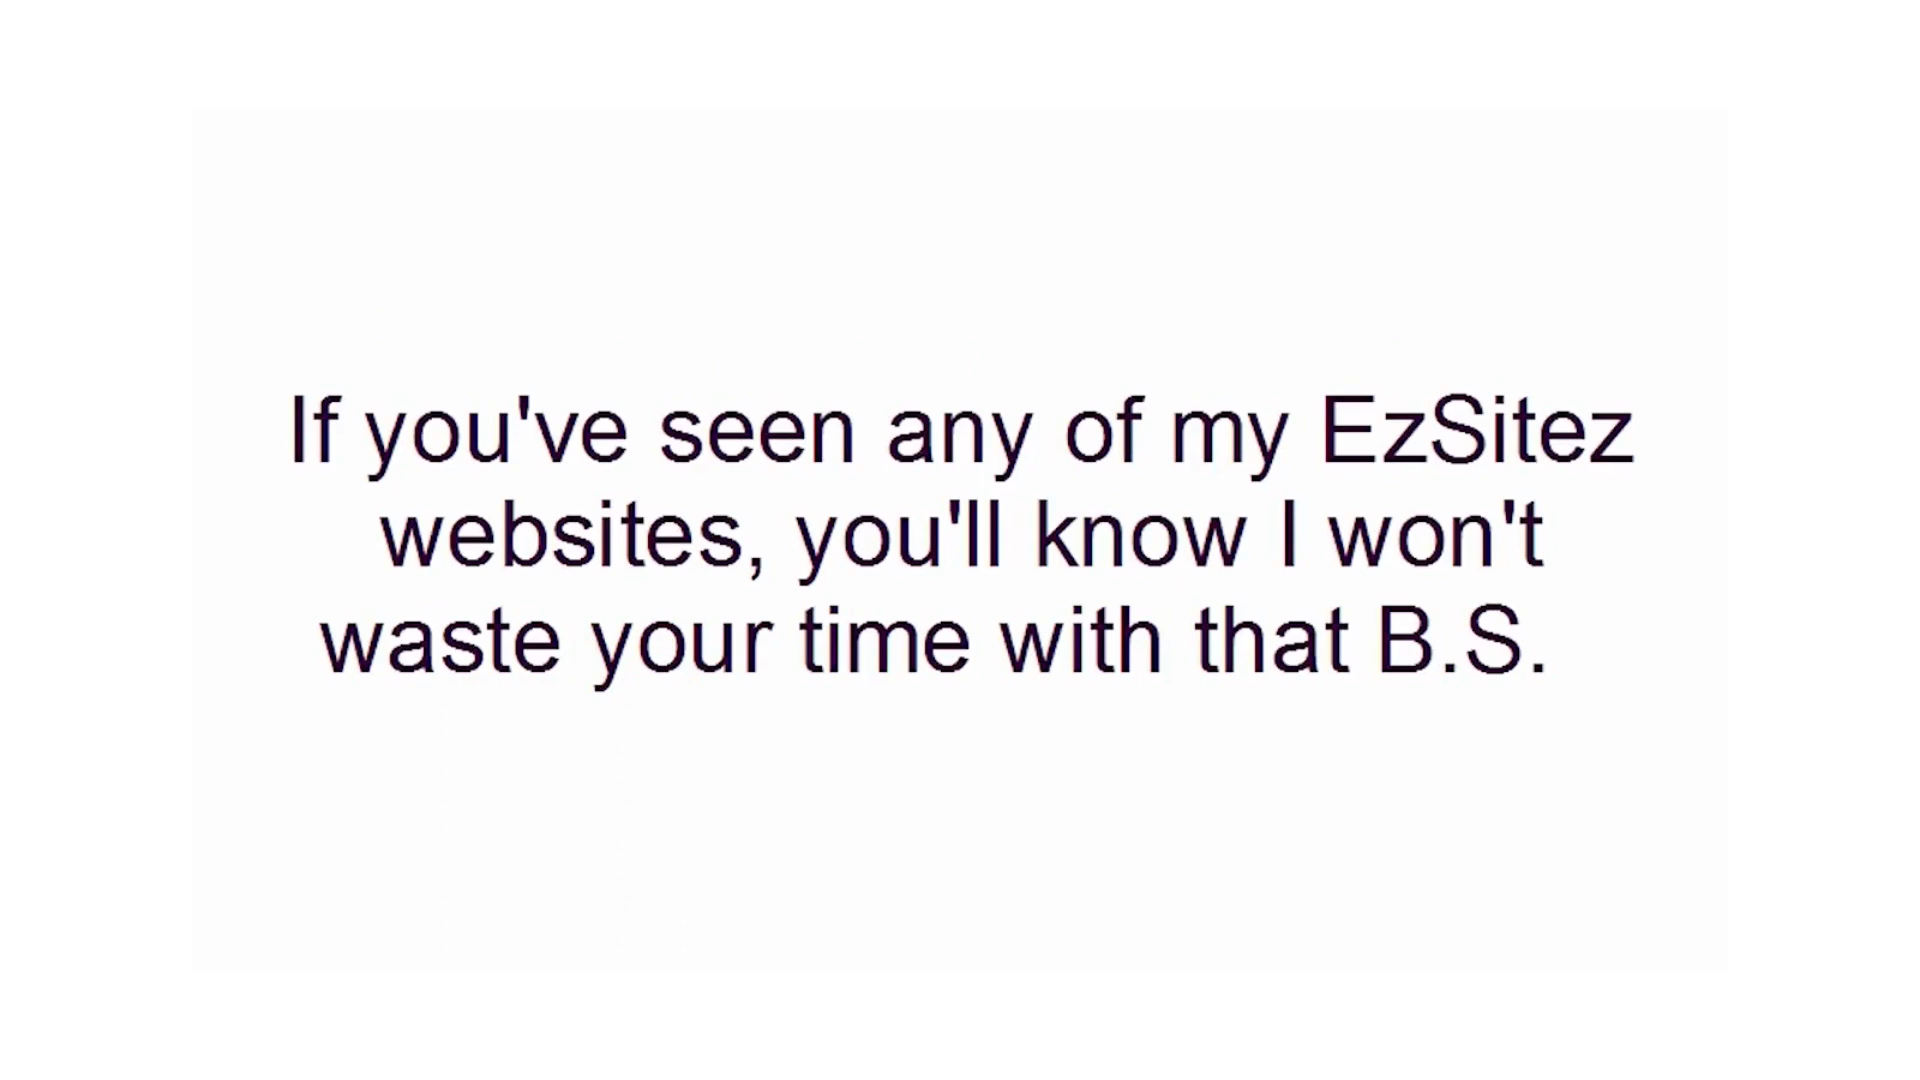 If you've seen any of my EzSitez
websites, you'll know I won't
waste your time with that B.S.